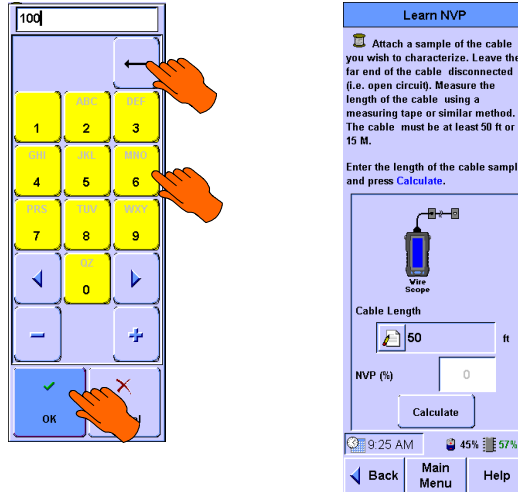 100
←
1
ABC
2
DEF
3
GHI
4
JKL
5
MNO
6
PRS
7
TUV
8
WXY
9
QZ
0
OK
Learn NVP
Attach a sample of the cable
you wish to characterize. Leave the
far end of the cable disconnected
(i.e. open circuit). Measure the
length of the cable using a
measuring tape or similar method.
The cable must be at least 50 ft or
15 M.
Enter the length of the cable sampl
and press Calculate.
Wire
Scope
Cable Length
50 ft
NVP (%) 0
Calculate
9:25 AM 45% 57%
Back
Main
Menu
Help